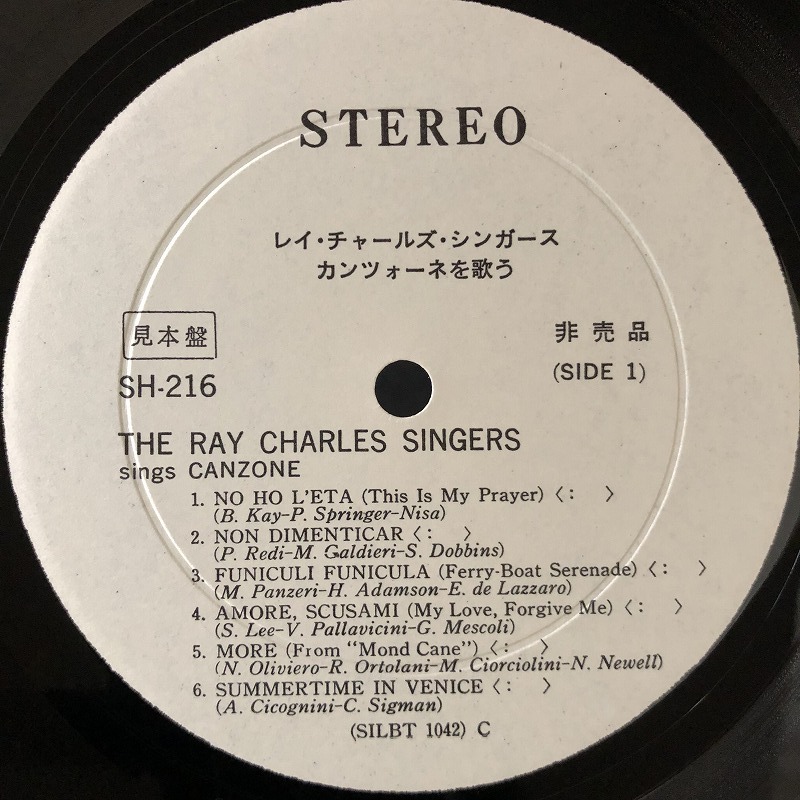 STEREO
レイ・チャールズ・シンガース
カンツォーネを歌う
見本盤
非売品
SH-216
(SIDE 1)
THE RAY CHARLES SINGERS
sings CANZONE
1. NO HO L'ETA (This Is My Prayer) 〈: 〉
(B. Kay-P. Springer-Nisa)
2. NON DIMENTICAR 〈: 〉
(P. Redi-M. Galdieri-S. Dobbins)
3. FUNICULI FUNICULA (Ferry-Boat Serenade) 〈: 〉
(M. Panzeri-H. Adamson-E. de Lazzaro)
4. AMORE, SCUSAMI (My Love, Forgive Me) 〈: 〉
(S. Lee-V. Pallavicini-G. Mescoli)
5. MORE (From "Mond Cane") 〈: 〉
(N. Oliviero-R. Ortolani-M. Ciorciolini-N. Newell)
6. SUMMERTIME IN VENICE 〈: 〉
(A. Cicognini-C. Sigman)
(SILBT 1042) C